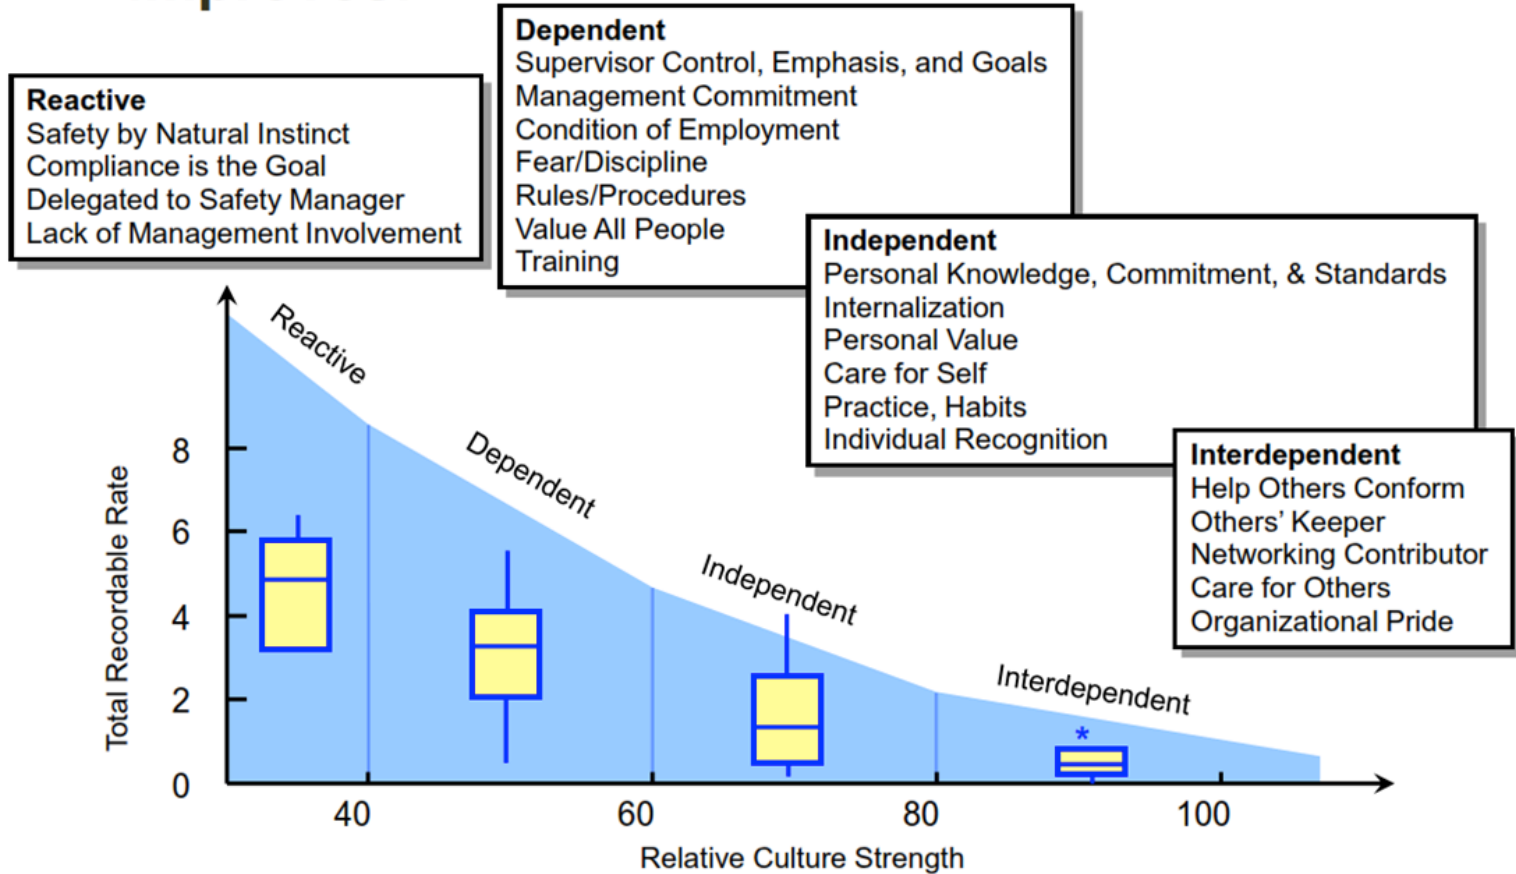 Reactive
Safety by Natural Instinct
Compliance is the Goal
Delegated to Safety Manager
Lack of Management Involvement
Dependent
Supervisor Control, Emphasis, and Goals
Management Commitment
Condition of Employment
Fear/Discipline
Rules/Procedures
Value All People
Training
Independent
Personal Knowledge, Commitment, & Standards
Internalization
Personal Value
Care for Self
Practice, Habits
Individual Recognition
Interdependent
Help Others Conform
Others’ Keeper
Networking Contributor
Care for Others
Organizational Pride
Reactive
Dependent
Independent
Interdependent
*
Total Recordable Rate
8
6
4
2
0
40
60
80
100
Relative Culture Strength